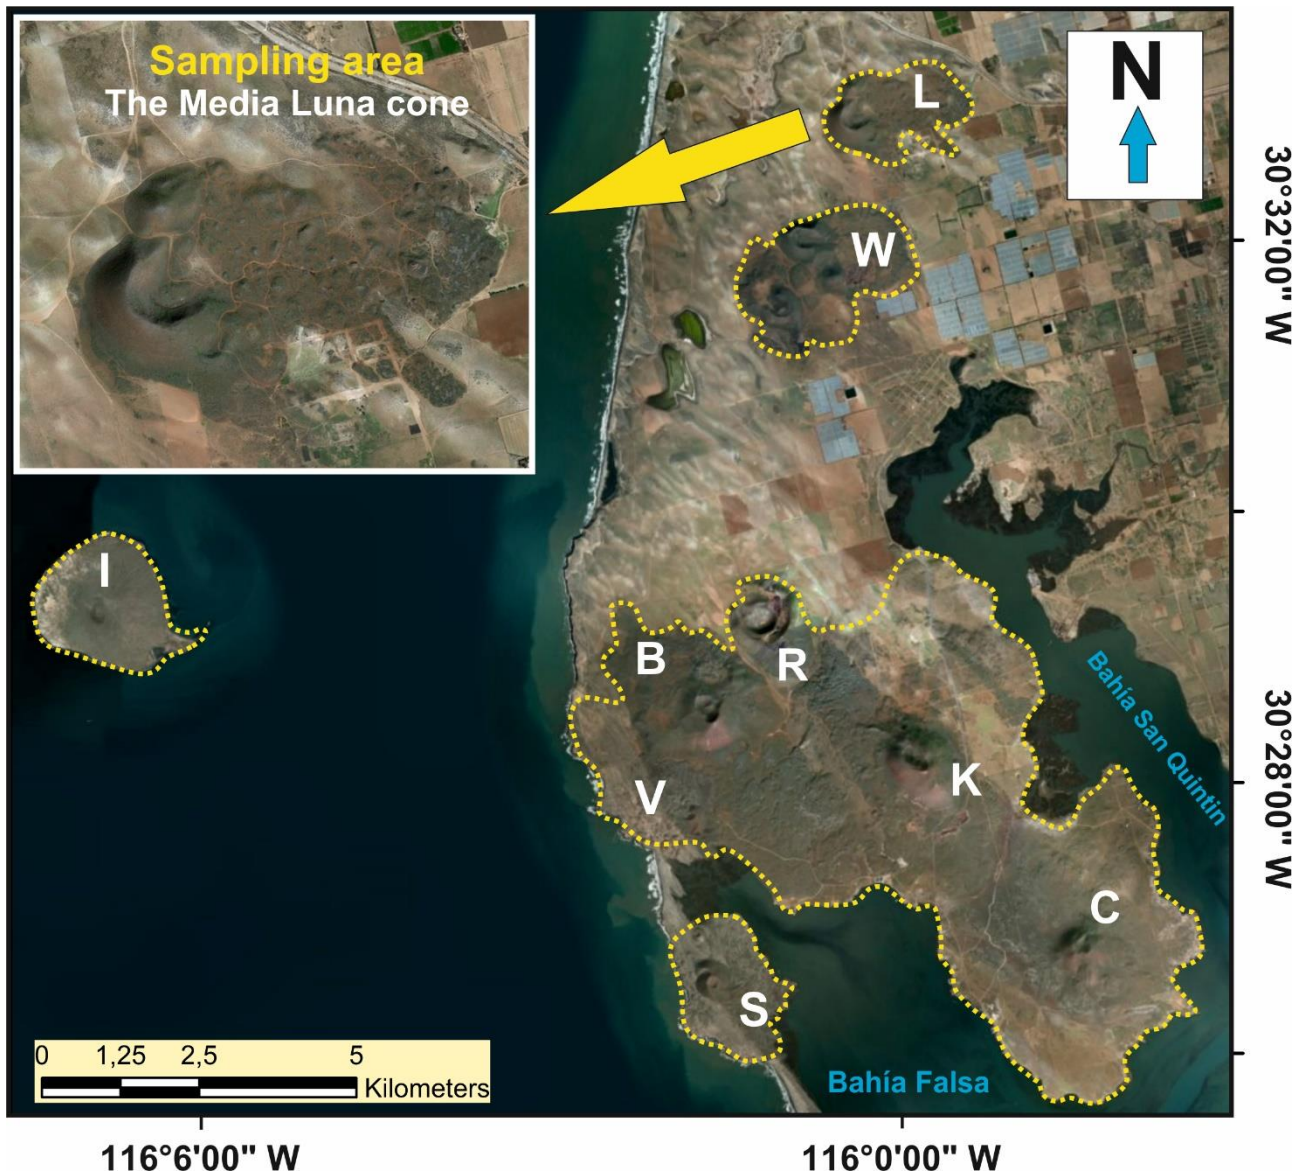 Sampling area
The Media Luna cone
L
N
W
30°32'00" W
I
B
R
Bahía San Quintin
V
K
30°28'00" W
C
S
0 1,25 2,5 5
Kilometers
Bahía Falsa
116°6'00" W
116°0'00" W